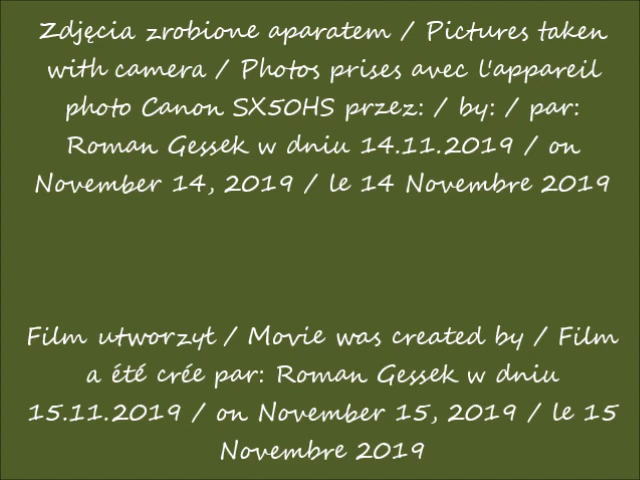 Zdjęcia zrobione aparatem / Pictures taken
with camera / Photos prises avec l'appareil
photo Canon SX50HS przez: / by: / par:
Roman Gessek w dniu 14.11.2019 / on
November 14, 2019 / le 14 Novembre 2019
Film utworzył / Movie was created by / Film
a été crée par: Roman Gessek w dniu
15.11.2019 / on November 15, 2019 / le 15
Novembre 2019